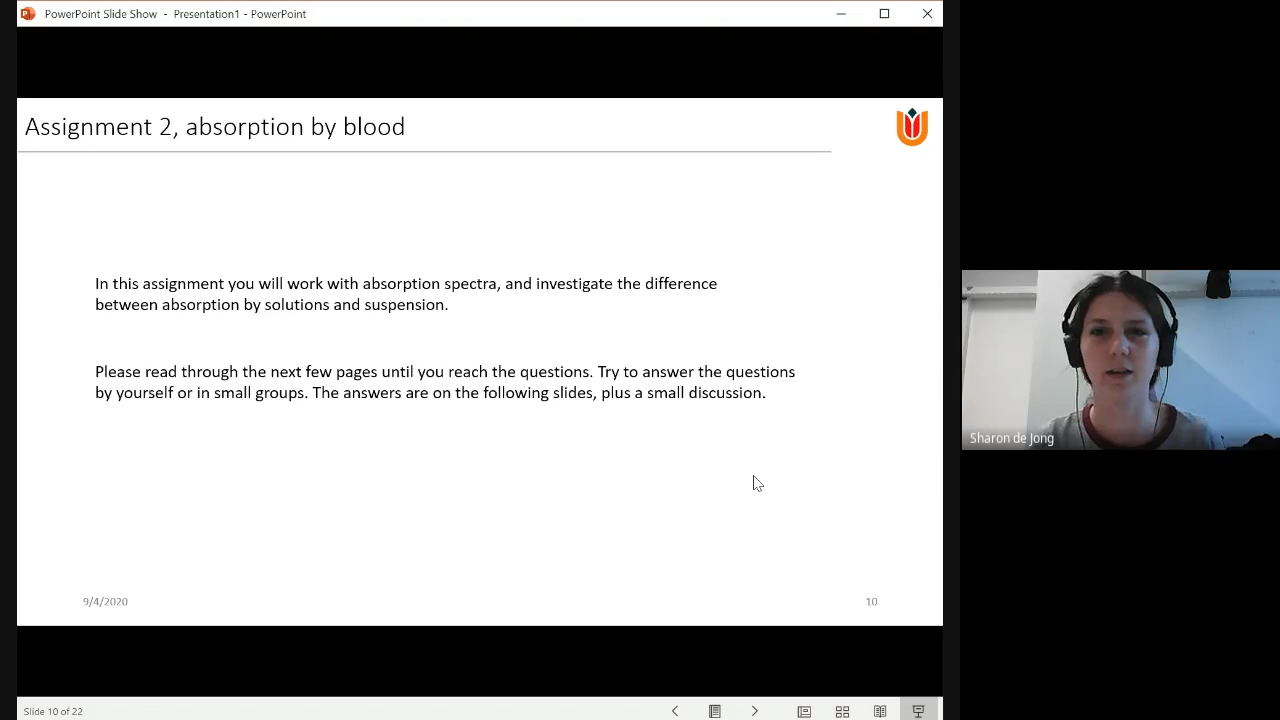 PowerPoint Slide Show - Presentation1 - PowerPoint
Assignment 2, absorption by blood
In this assignment you will work with absorption spectra, and investigate the difference
between absorption by solutions and suspension.
Please read through the next few pages until you reach the questions. Try to answer the questions
by yourself or in small groups. The answers are on the following slides, plus a small discussion.
9/4/2020
10
Sharon de Jong
Slide 10 of 22